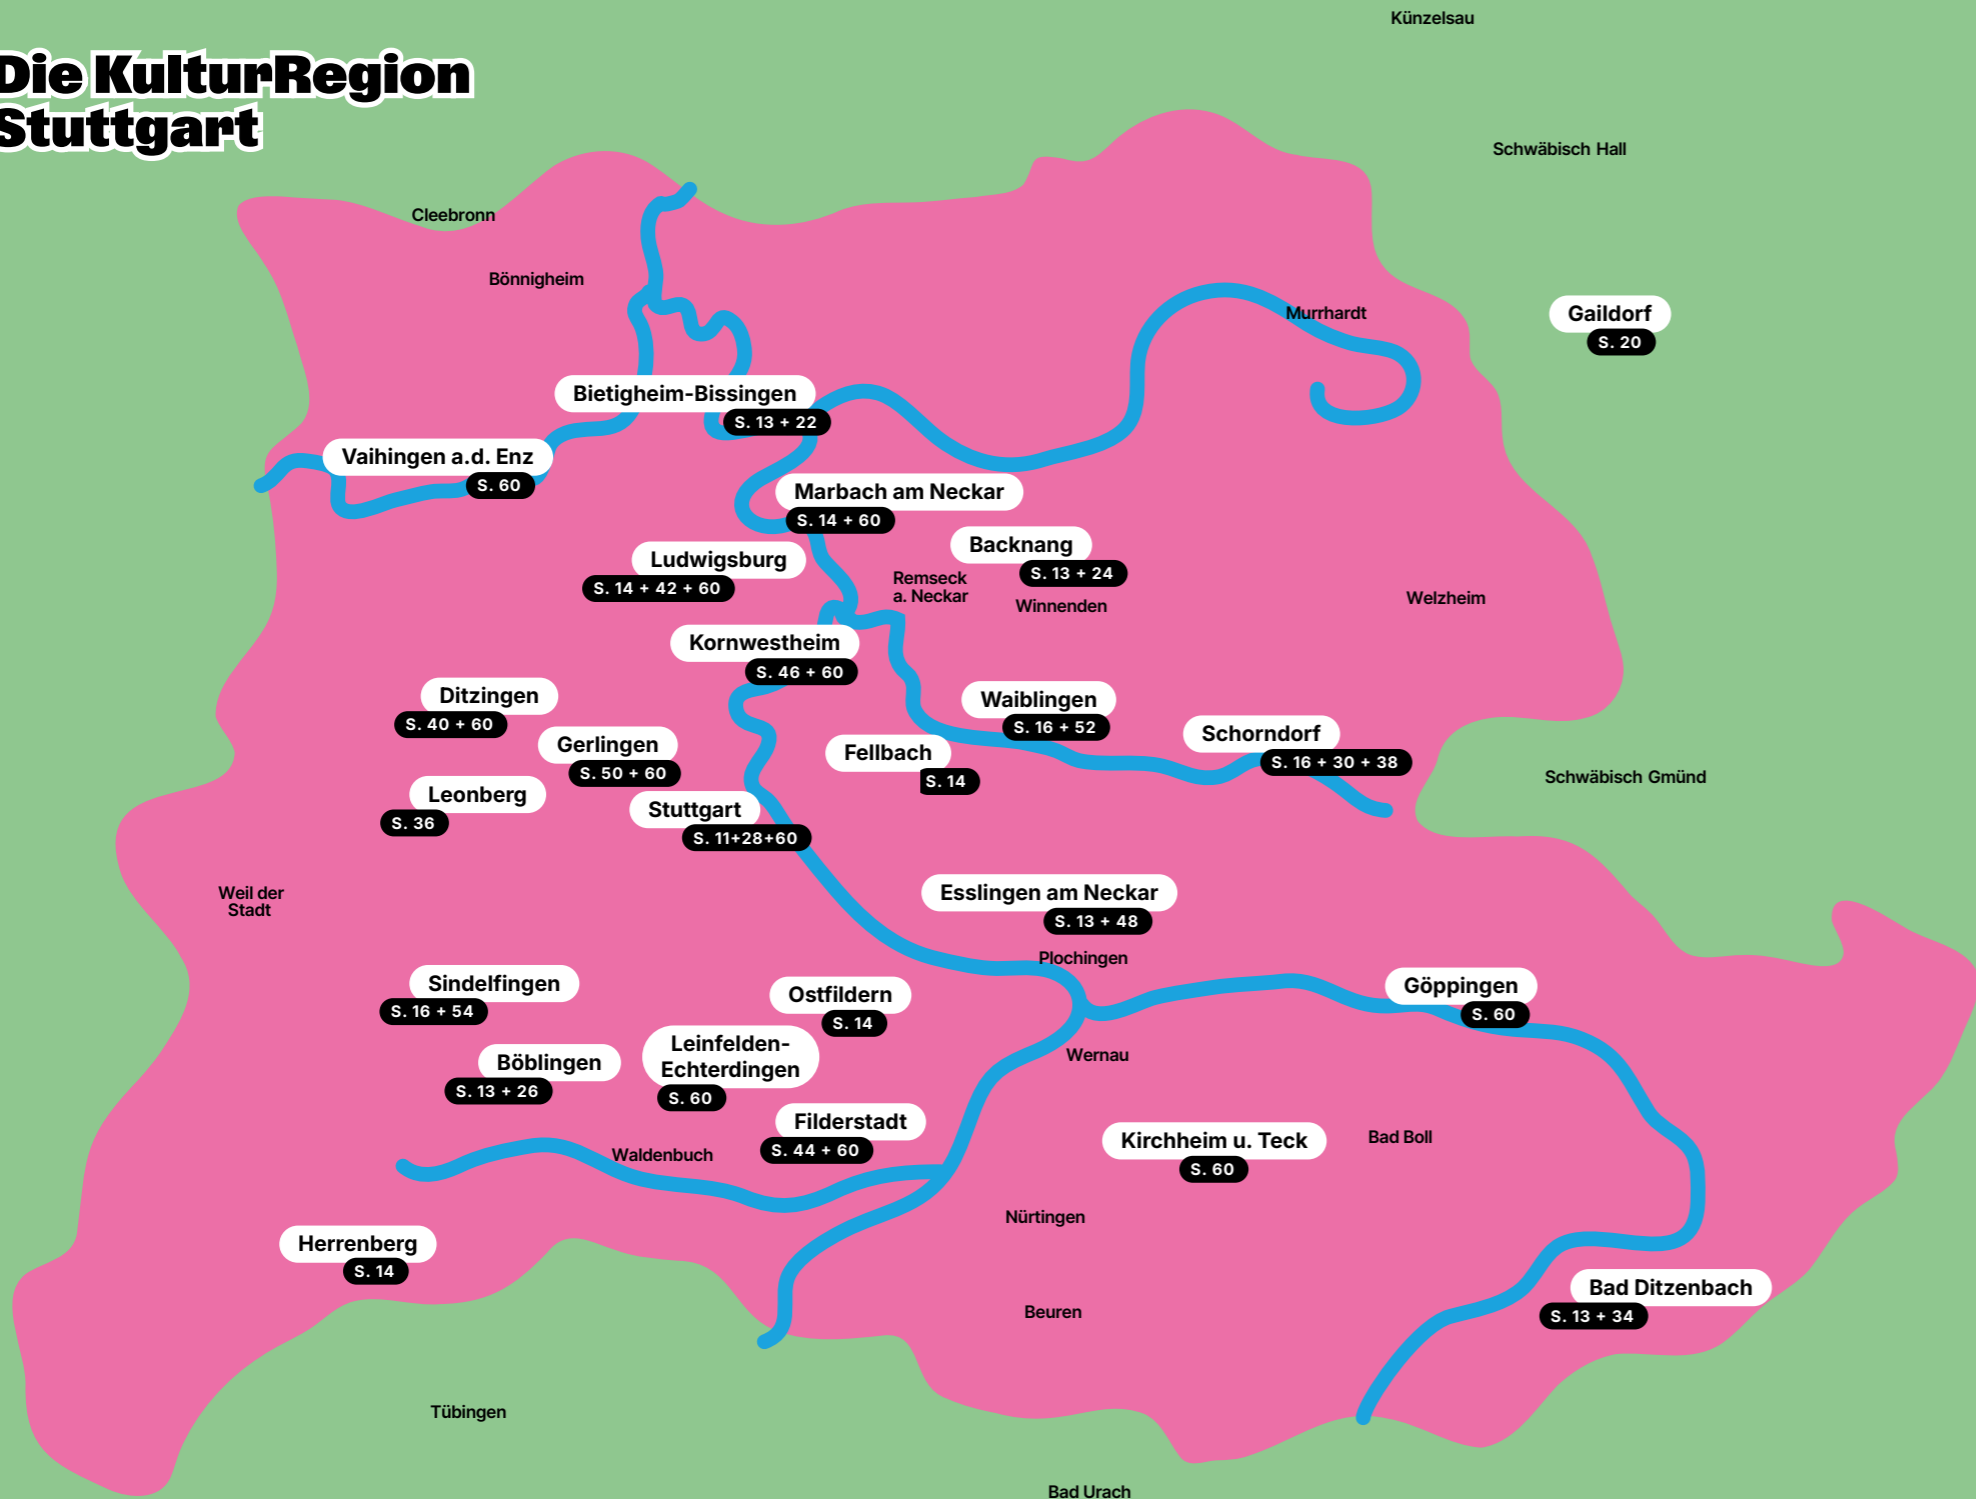 Die KulturRegion
Stuttgart
Künzelsau
Schwäbisch Hall
Cleebronn
Bönnigheim
Murrhardt
Gaildorf
S. 20
Bietigheim-Bissingen
S. 13 + 22
Vaihingen a.d. Enz
S. 60
Marbach am Neckar
S. 14 + 60
Ludwigsburg
S. 14 + 42 + 60
Backnang
S. 13 + 24
Remseck
a. Neckar
Winnenden
Welzheim
Kornwestheim
S. 46 + 60
Ditzingen
S. 40 + 60
Gerlingen
S. 50 + 60
Waiblingen
S. 16 + 52
Schorndorf
S. 16 + 30 + 38
Fellbach
S. 14
Schwäbisch Gmünd
Leonberg
S. 36
Stuttgart
S. 11+28+60
Weil der
Stadt
Esslingen am Neckar
S. 13 + 48
Plochingen
Sindelfingen
S. 16 + 54
Ostfildern
S. 14
Göppingen
S. 60
Leinfelden-
Echterdingen
S. 60
Wernau
Böblingen
S. 13 + 26
Filderstadt
S. 44 + 60
Kirchheim u. Teck
S. 60
Bad Boll
Waldenbuch
Nürtingen
Herrenberg
S. 14
Bad Ditzenbach
S. 13 + 34
Beuren
Tübingen
Bad Urach